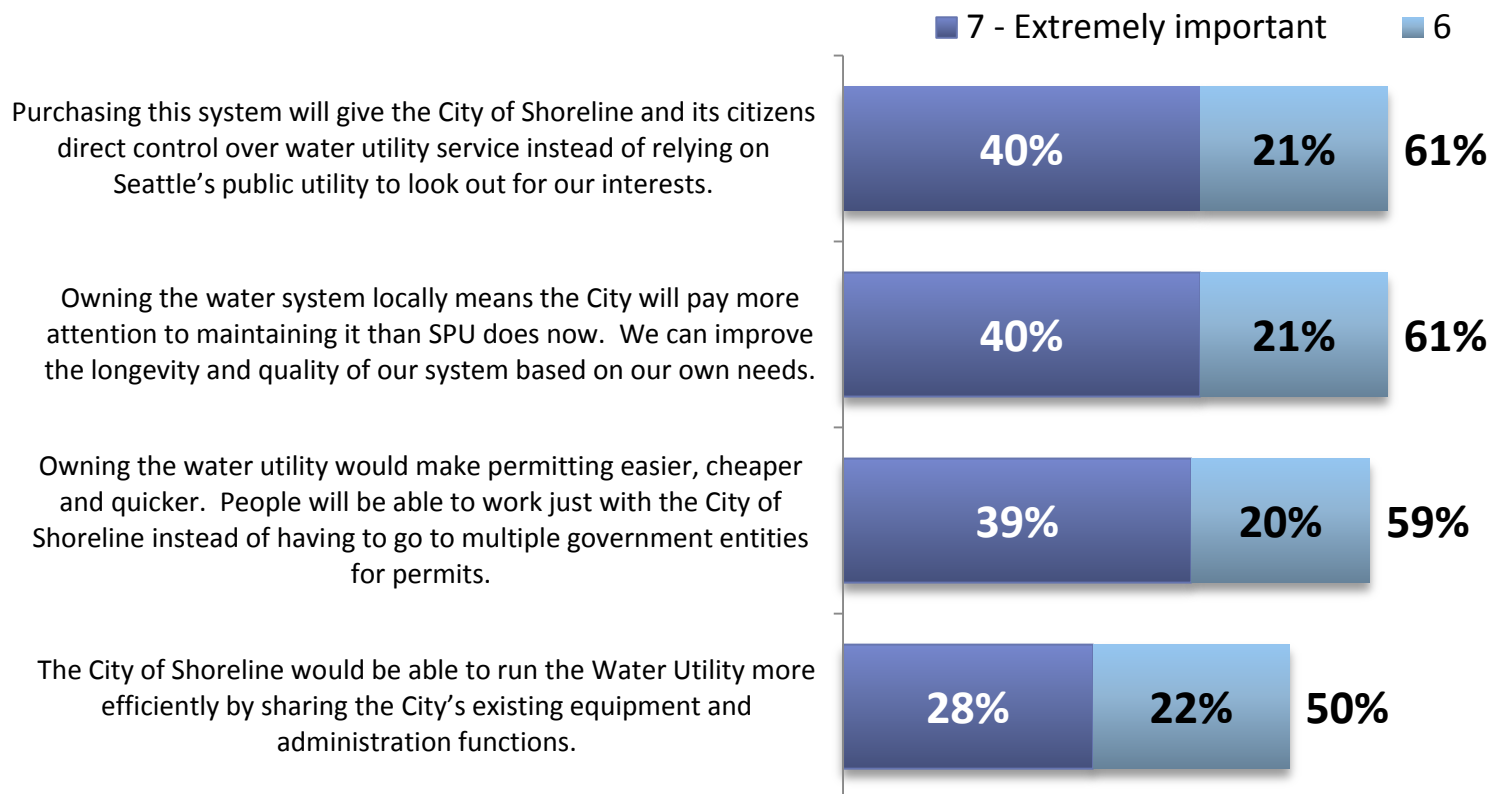 7 - Extremely important 6
Purchasing this system will give the City of Shoreline and its citizens
direct control over water utility service instead of relying on
Seattle’s public utility to look out for our interests.
40% 21% 61%
Owning the water system locally means the City will pay more
attention to maintaining it than SPU does now.  We can improve
the longevity and quality of our system based on our own needs.
40% 21% 61%
Owning the water utility would make permitting easier, cheaper
and quicker.  People will be able to work just with the City of
Shoreline instead of having to go to multiple government entities
for permits.
39% 20% 59%
The City of Shoreline would be able to run the Water Utility more
efficiently by sharing the City’s existing equipment and
administration functions.
28% 22% 50%